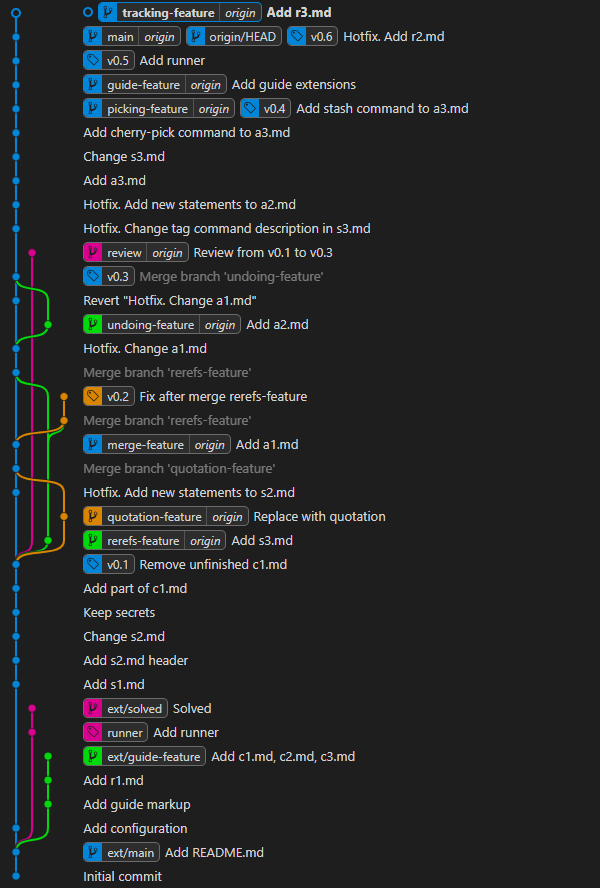 tracking-feature origin Add r3.md
main origin origin/HEAD v0.6 Hotfix. Add r2.md
v0.5 Add runner
guide-feature origin Add guide extensions
picking-feature origin v0.4 Add stash command to a3.md
Add cherry-pick command to a3.md
Change s3.md
Add a3.md
Hotfix. Add new statements to a2.md
Hotfix. Change tag command description in s3.md
review origin Review from v0.1 to v0.3
v0.3 Merge branch 'undoing-feature'
Revert "Hotfix. Change a1.md"
undoing-feature origin Add a2.md
Hotfix. Change a1.md
Merge branch 'rerefs-feature'
v0.2 Fix after merge rerefs-feature
Merge branch 'rerefs-feature'
merge-feature origin Add a1.md
Merge branch 'quotation-feature'
Hotfix. Add new statements to s2.md
quotation-feature origin Replace with quotation
rerefs-feature origin Add s3.md
v0.1 Remove unfinished c1.md
Add part of c1.md
Keep secrets
Change s2.md
Add s2.md header
Add s1.md
ext/solved Solved
runner Add runner
ext/guide-feature Add c1.md, c2.md, c3.md
Add r1.md
Add guide markup
Add configuration
ext/main Add README.md
Initial commit